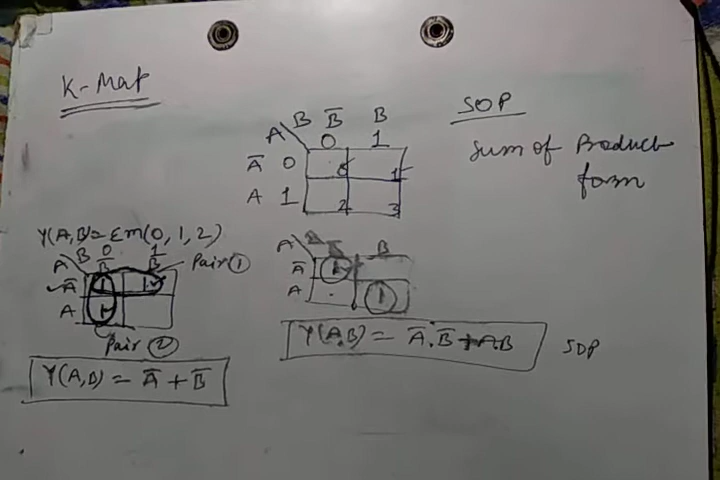 K-Map
SOP
Sum of Product
form
A B B̅ B
0 1
A̅ 0 0 1
A 1 2 3
Y(A,B)=Σm(0,1,2)
A B 0 1
B̅ B̅ Pair ①
A̅ 1 1
A 1
Pair ②
Y(A,B) = A̅ + B̅
A B̅ B
A̅ 1
A 1
Y(A,B) = A̅.B̅ + A.B
SOP